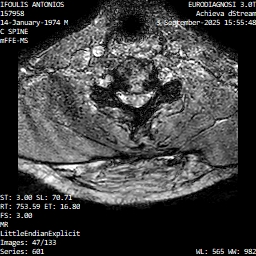 IFOULIS ANTONIOS
EURODIAGNOSI 3.0T
157958
Achieva dStream
14-January-1974 M
3 September-2025 15:55:48
C SPINE
mFFE-MS
ST: 3.00 SL: 70.71
RT: 753.59 ET: 16.80
FS: 3.00
MR
LittleEndianExplicit
Images: 47/133
Series: 601
WL: 565 WW: 982